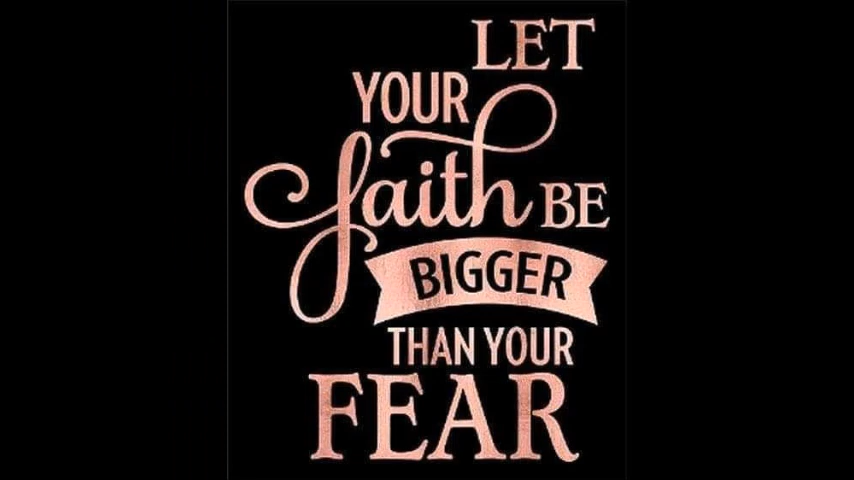 LET
YOUR
faith BE
BIGGER
THAN YOUR
FEAR